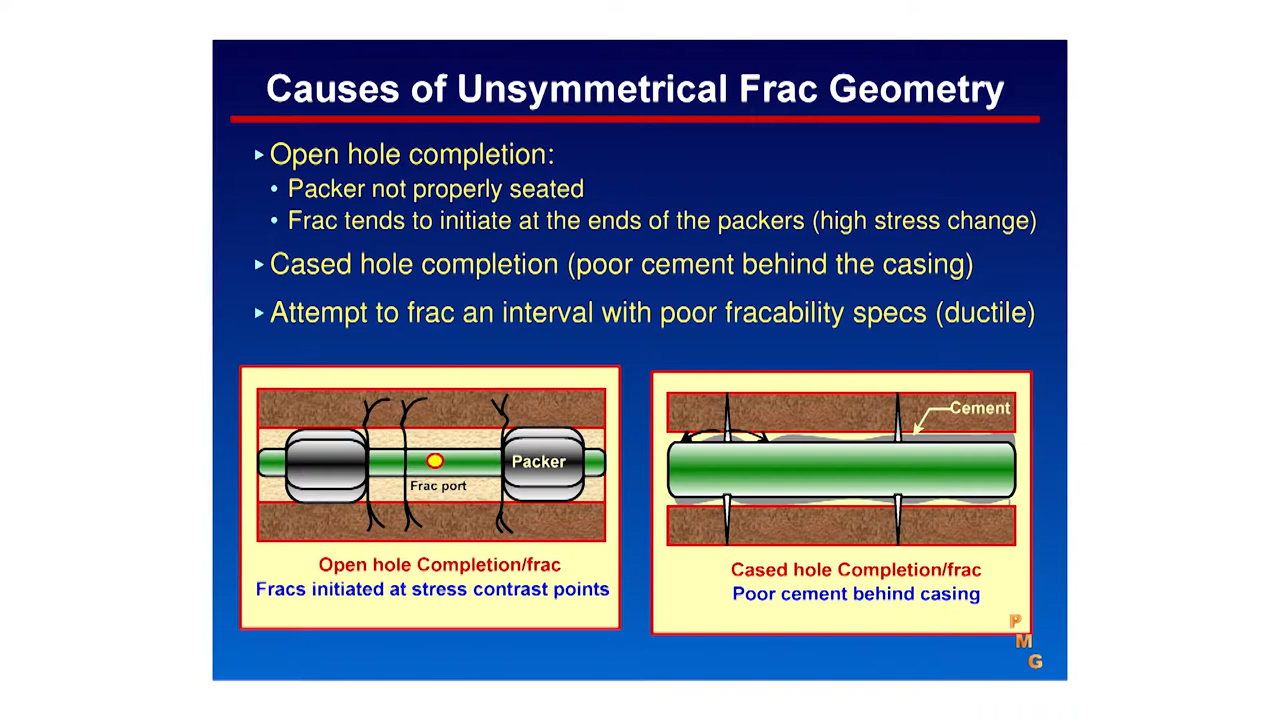 Causes of Unsymmetrical Frac Geometry
▸Open hole completion:
• Packer not properly seated
• Frac tends to initiate at the ends of the packers (high stress change)
▸Cased hole completion (poor cement behind the casing)
▸Attempt to frac an interval with poor fracability specs (ductile)
Packer
Frac port
Open hole Completion/frac
Fracs initiated at stress contrast points
Cement
Cased hole Completion/frac
Poor cement behind casing
P
M
G